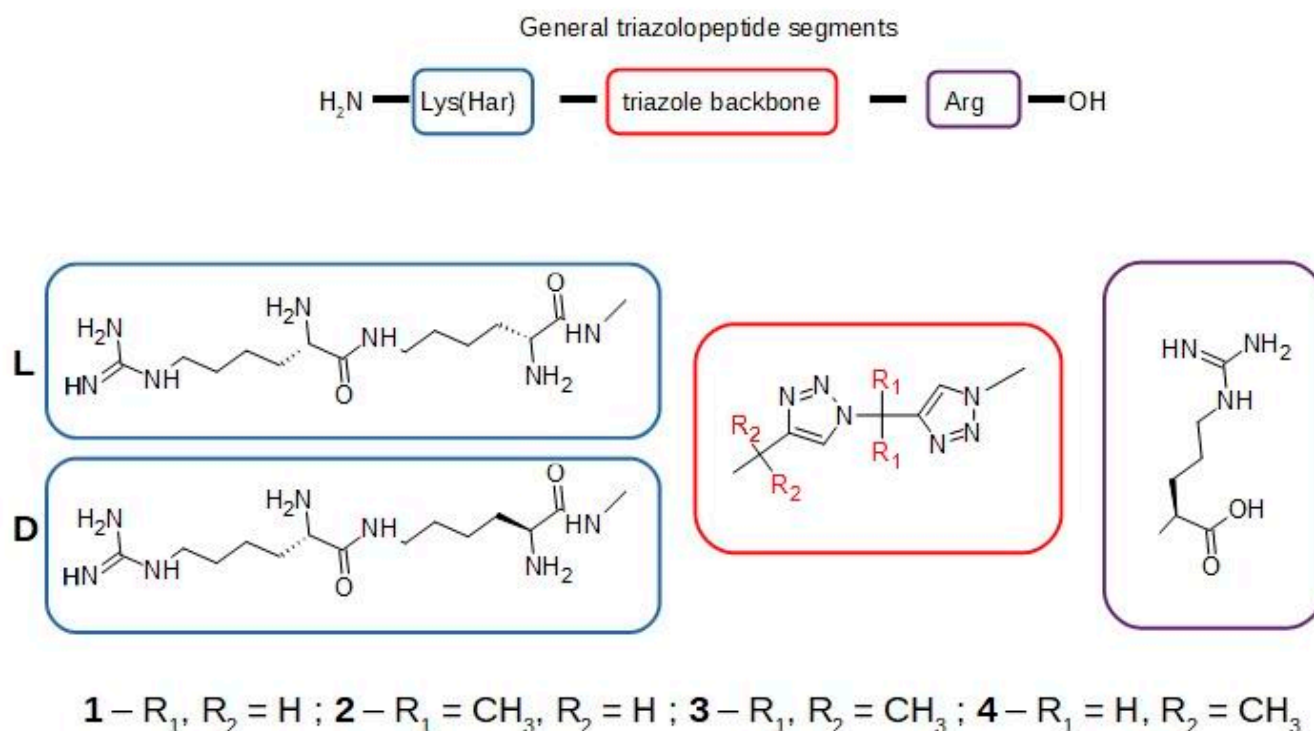 General triazolopeptide segments
H₂N Lys(Har) triazole backbone Arg OH
L
H₂N
HN
NH
H₂N
O
NH
O
HN
NH₂
D
H₂N
HN
NH
H₂N
O
NH
O
HN
NH₂
N N
N
R₁
R₁
R₂
R₂
N
N N
HN
NH₂
NH
OH
O
1 – R₁, R₂ = H ; 2 – R₁ = CH₃, R₂ = H ; 3 – R₁, R₂ = CH₃ ; 4 – R₁ = H, R₂ = CH₃